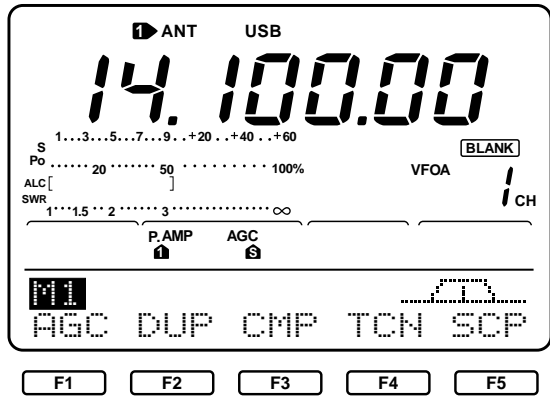 1 ANT USB
14.100.00
S 1...3...5...7...9..+20..+40..+60
BLANK
Po ······ 20 ······· 50 · ········· 100%
VFOA
1 CH
ALC [ ]
SWR 1····1.5··2 ······ 3 ················ ∞
P.AMP AGC
1 S
M1
AGC DUP CMP TCN SCP
F1 F2 F3 F4 F5